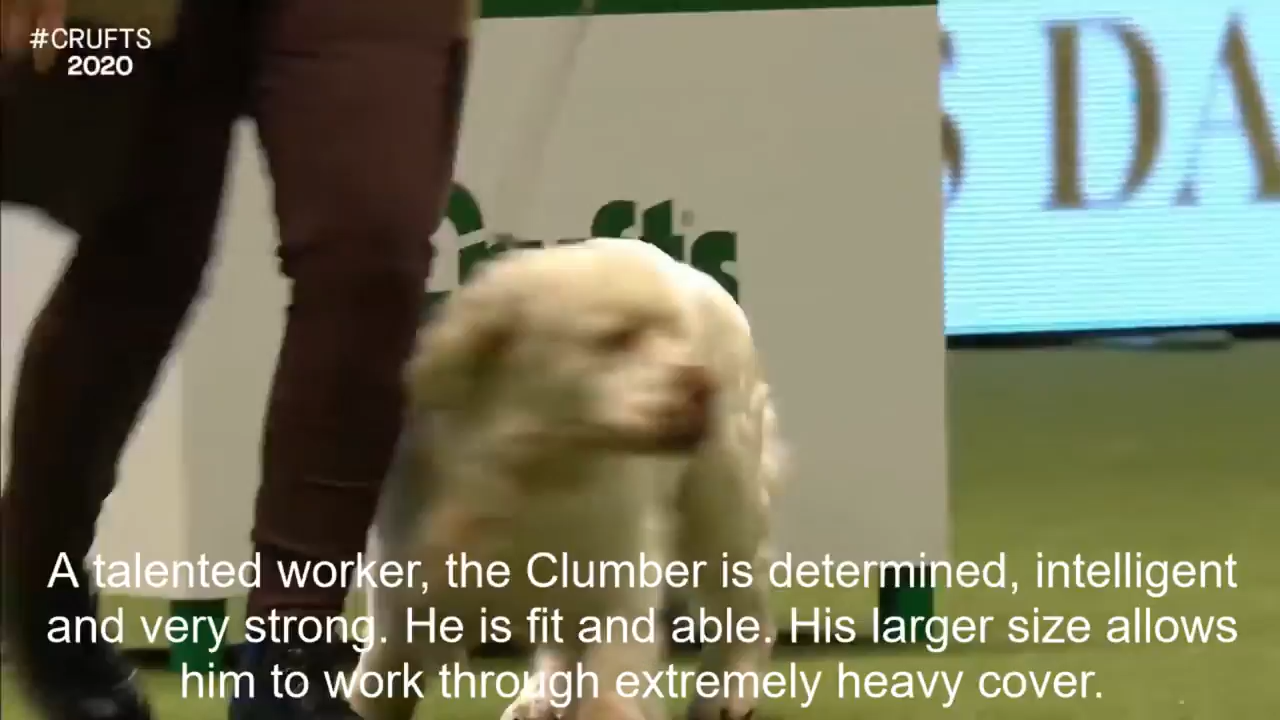 #CRUFTS
2020
Crufts
DA
A talented worker, the Clumber is determined, intelligent
and very strong. He is fit and able. His larger size allows
him to work through extremely heavy cover.